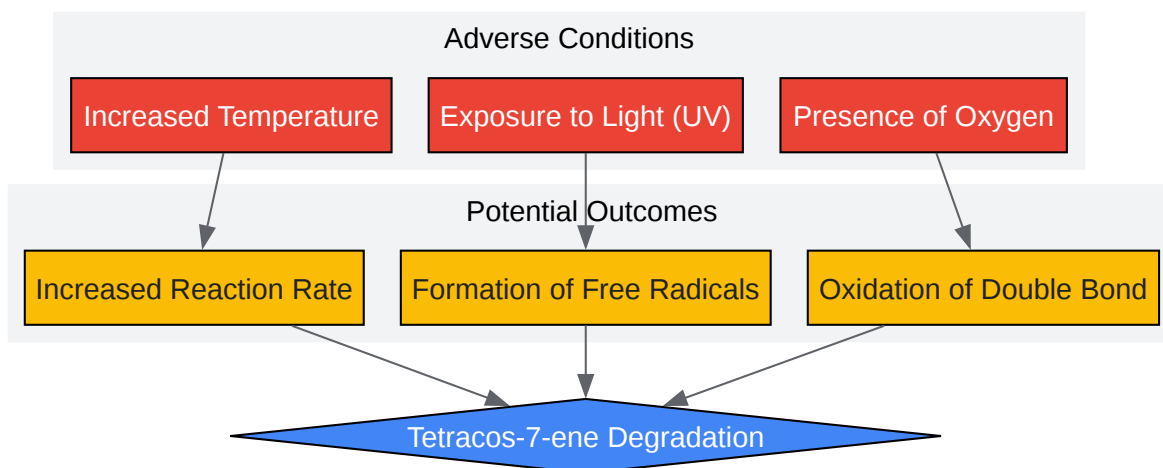 Adverse Conditions
Increased Temperature
Exposure to Light (UV)
Presence of Oxygen
Potential Outcomes
Increased Reaction Rate
Formation of Free Radicals
Oxidation of Double Bond
Tetracos-7-ene Degradation